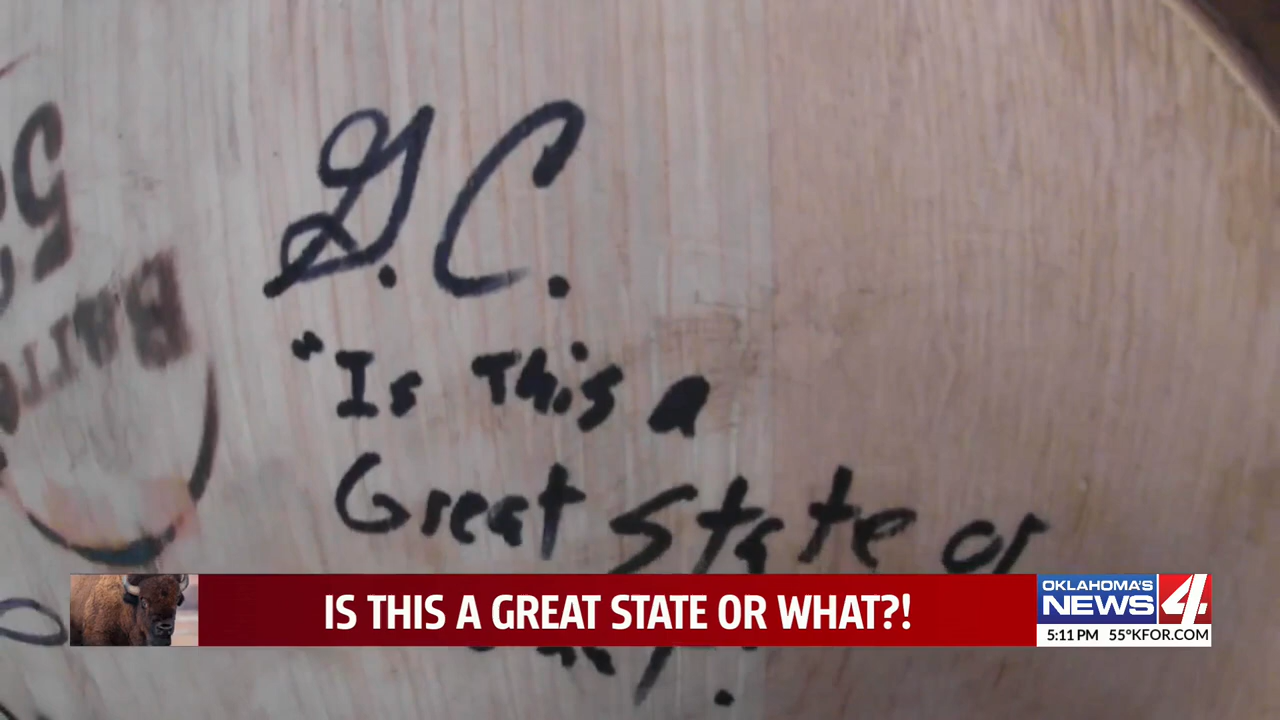 G.C.
"Is This a
Great State or
IS THIS A GREAT STATE OR WHAT?!
OKLAHOMA'S
NEWS 4
5:11 PM 55° KFOR.COM